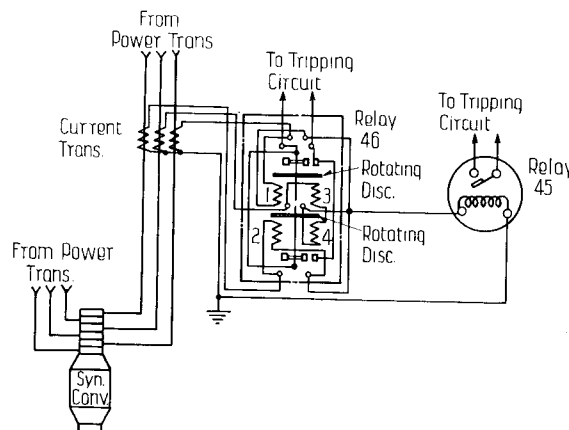 From
Power Trans
To Tripping
Circuit
Relay
46
To Tripping
Circuit
Current
Trans.
Rotating
Disc.
Relay
45
1
3
2
4
Rotating
Disc.
From Power
Trans.
Syn.
Conv.